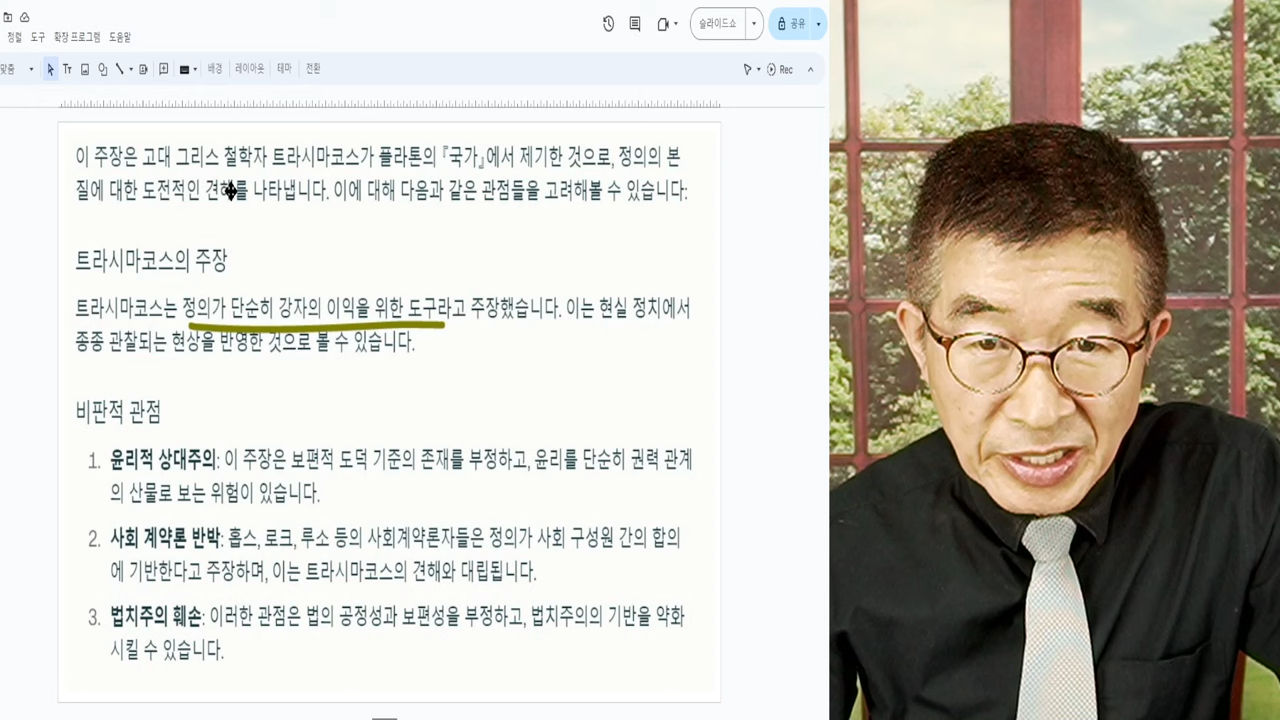 정렬 도구 확장 프로그램 도움말
슬라이드쇼
공유
맞춤
배경 레이아웃 테마 전환
Rec
이 주장은 고대 그리스 철학자 트라시마코스가 플라톤의 『국가』에서 제기한 것으로, 정의의 본
질에 대한 도전적인 견해를 나타냅니다. 이에 대해 다음과 같은 관점들을 고려해볼 수 있습니다:
트라시마코스의 주장
트라시마코스는 정의가 단순히 강자의 이익을 위한 도구라고 주장했습니다. 이는 현실 정치에서
종종 관찰되는 현상을 반영한 것으로 볼 수 있습니다.
비판적 관점
1. 윤리적 상대주의: 이 주장은 보편적 도덕 기준의 존재를 부정하고, 윤리를 단순히 권력 관계
의 산물로 보는 위험이 있습니다.
2. 사회 계약론 반박: 홉스, 로크, 루소 등의 사회계약론자들은 정의가 사회 구성원 간의 합의
에 기반한다고 주장하며, 이는 트라시마코스의 견해와 대립됩니다.
3. 법치주의 훼손: 이러한 관점은 법의 공정성과 보편성을 부정하고, 법치주의의 기반을 약화
시킬 수 있습니다.